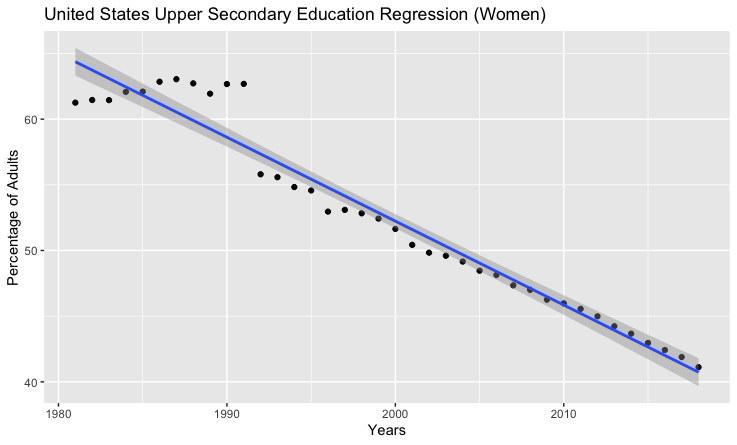 United States Upper Secondary Education Regression (Women)
Percentage of Adults
60
50
40
1980
1990
2000
2010
Years